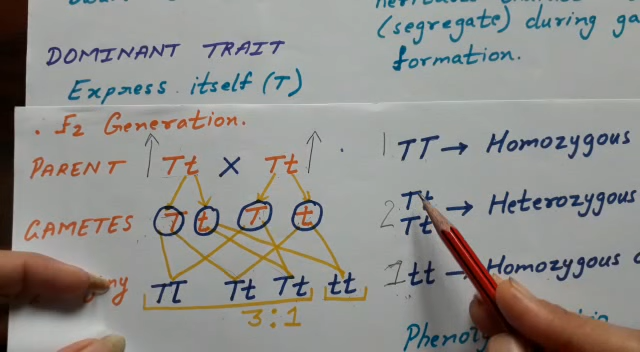 (segregate) during ga
formation.
DOMINANT TRAIT
Express itself (T)
. F2 Generation.
PARENT Tt × Tt
GAMETES T t T t
ny TT Tt Tt tt
3:1
1 TT → Homozygous
2 Tt
Tt → Heterozygous
1 tt → Homozygous
Pheno